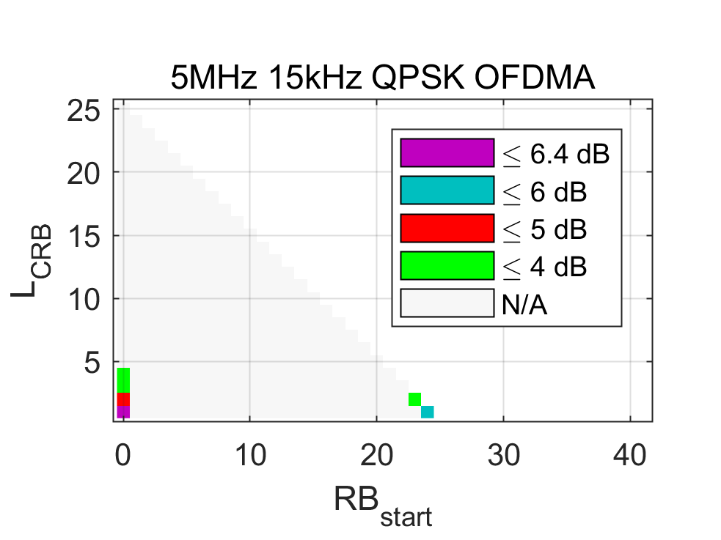 5MHz 15kHz QPSK OFDMA
25
20
15
10
5
L_CRB
≤ 6.4 dB
≤ 6 dB
≤ 5 dB
≤ 4 dB
N/A
0 10 20 30 40
RB_start